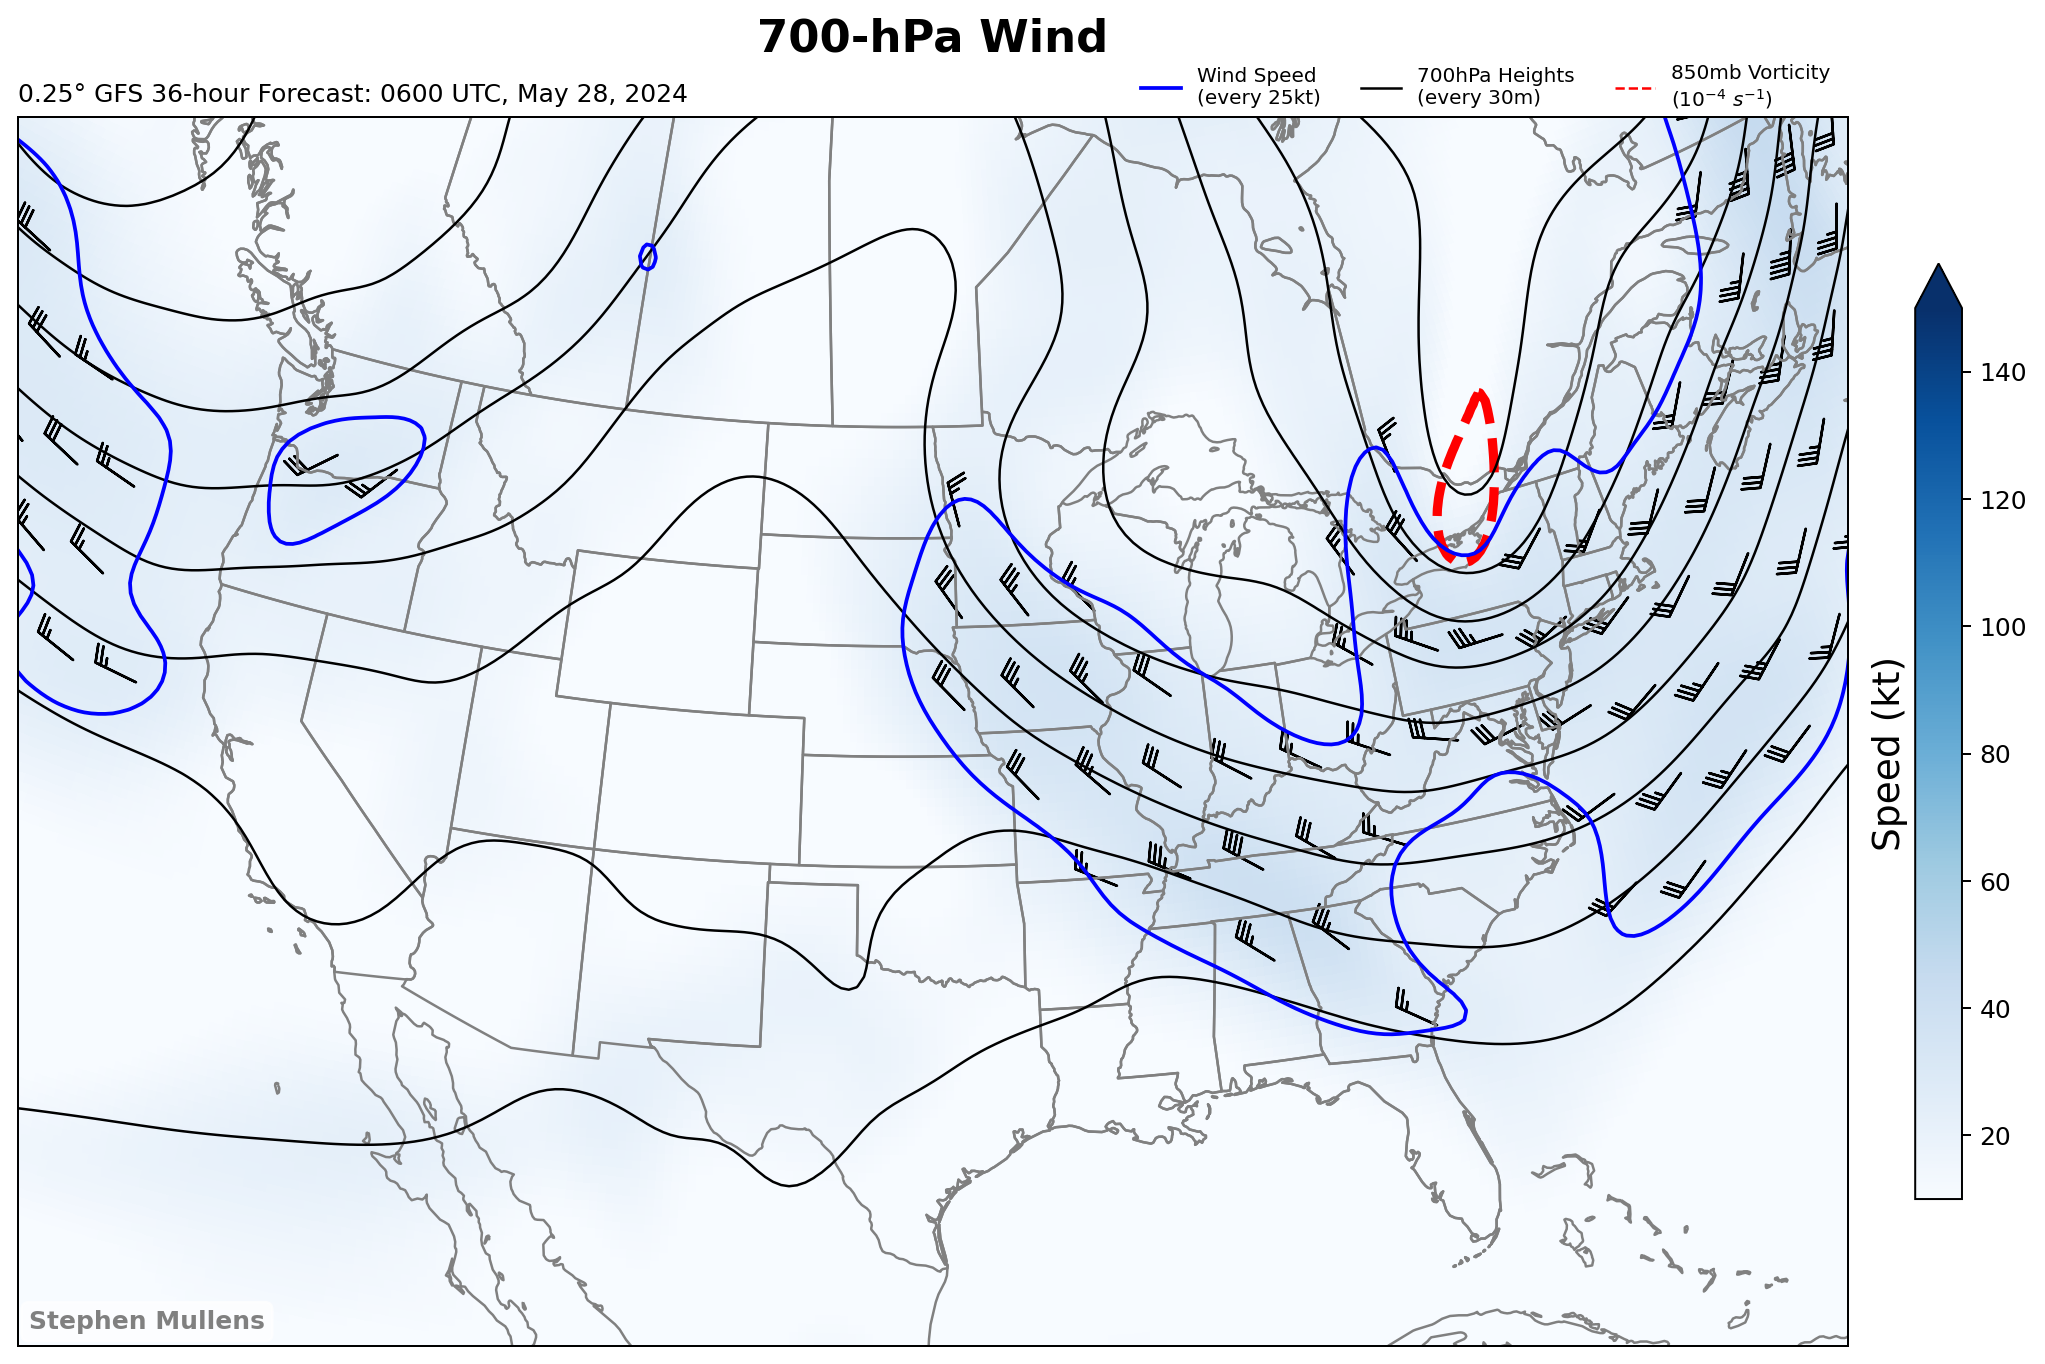 700-hPa Wind
0.25° GFS 36-hour Forecast: 0600 UTC, May 28, 2024
Wind Speed
(every 25kt)
700hPa Heights
(every 30m)
850mb Vorticity
(10⁻⁴ s⁻¹)
140
120
100
80
60
40
20
Speed (kt)
Stephen Mullens